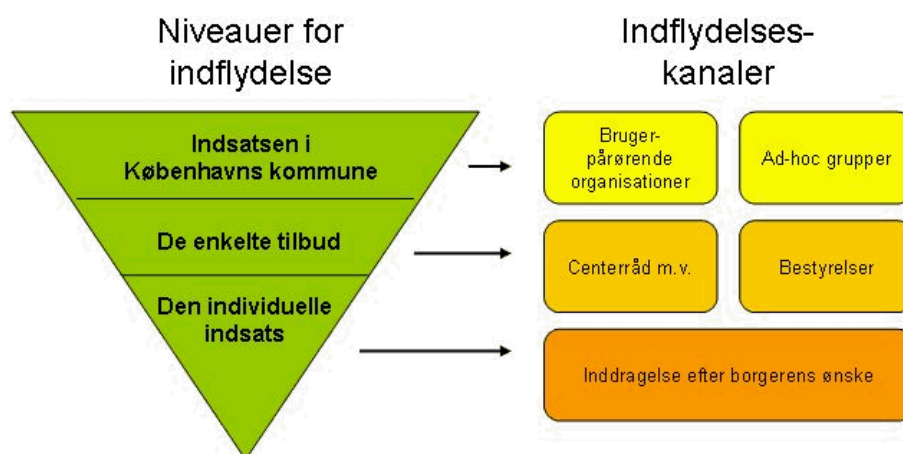 Niveauer for
indflydelse
Indflydelses-
kanaler
Indsatsen i
Københavns kommune
De enkelte tilbud
Den individuelle
indsats
Bruger-
pårørende
organisationer
Ad-hoc grupper
Centerråd m.v.
Bestyrelser
Inddragelse efter borgerens ønske